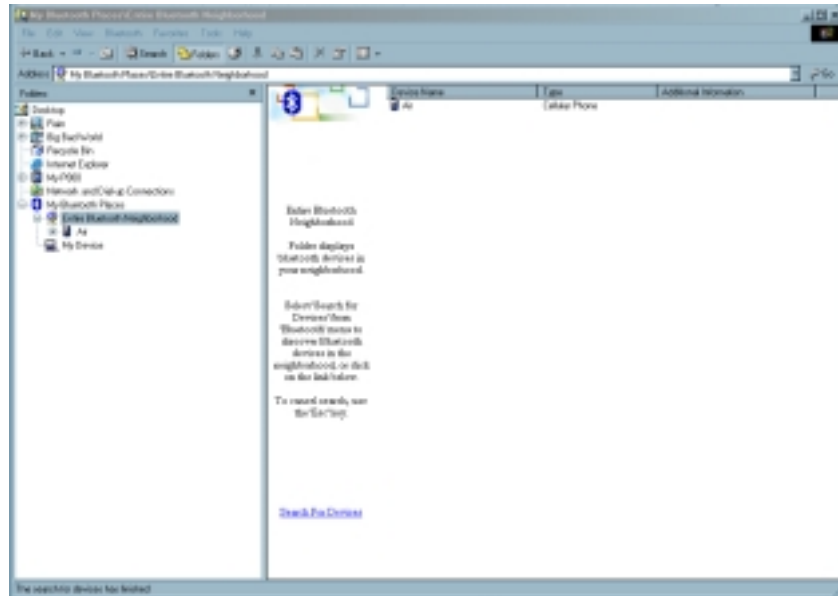 My Bluetooth Places\Entire Bluetooth Neighborhood
File Edit View Bluetooth Favorites Tools Help
Back Search Folders
Address My Bluetooth Places\Entire Bluetooth Neighborhood Go
Folders
Desktop
Recycle Bin
Internet Explorer
Network and Dial-up Connections
My Bluetooth Places
Entire Bluetooth Neighborhood
Air
My Device
Entire Bluetooth
Neighborhood
Folder displays
bluetooth devices in
your neighborhood.
Select 'Search for
Devices' from
'Bluetooth' menu to
discover Bluetooth
devices in the
neighborhood, or click
on the link below.
To cancel search, use
the 'Esc' key.
Search For Devices
Device Name Type Additional Information
Air Cellular Phone
The search for devices has finished